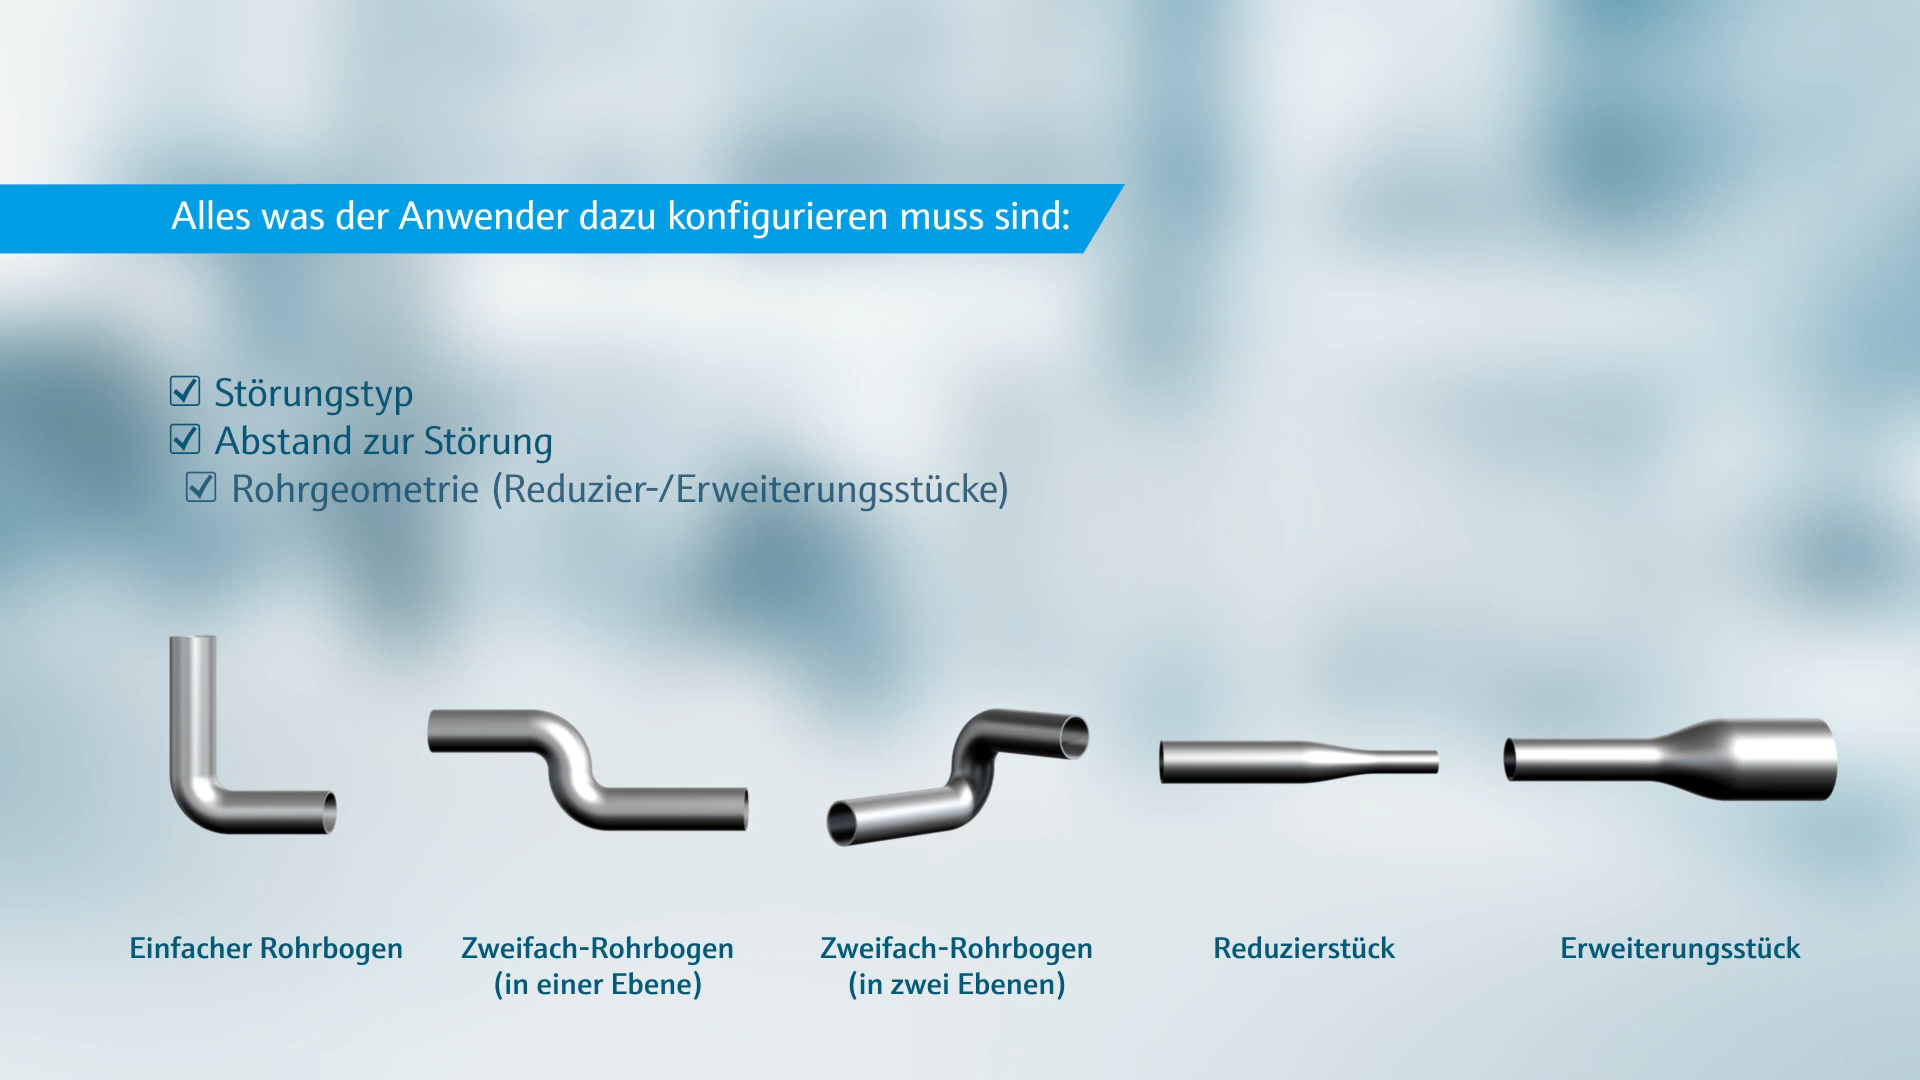 Alles was der Anwender dazu konfigurieren muss sind:
☑ Störungstyp
☑ Abstand zur Störung
☑ Rohrgeometrie (Reduzier-/Erweiterungsstücke)
Einfacher Rohrbogen
Zweifach-Rohrbogen
(in einer Ebene)
Zweifach-Rohrbogen
(in zwei Ebenen)
Reduzierstück
Erweiterungsstück